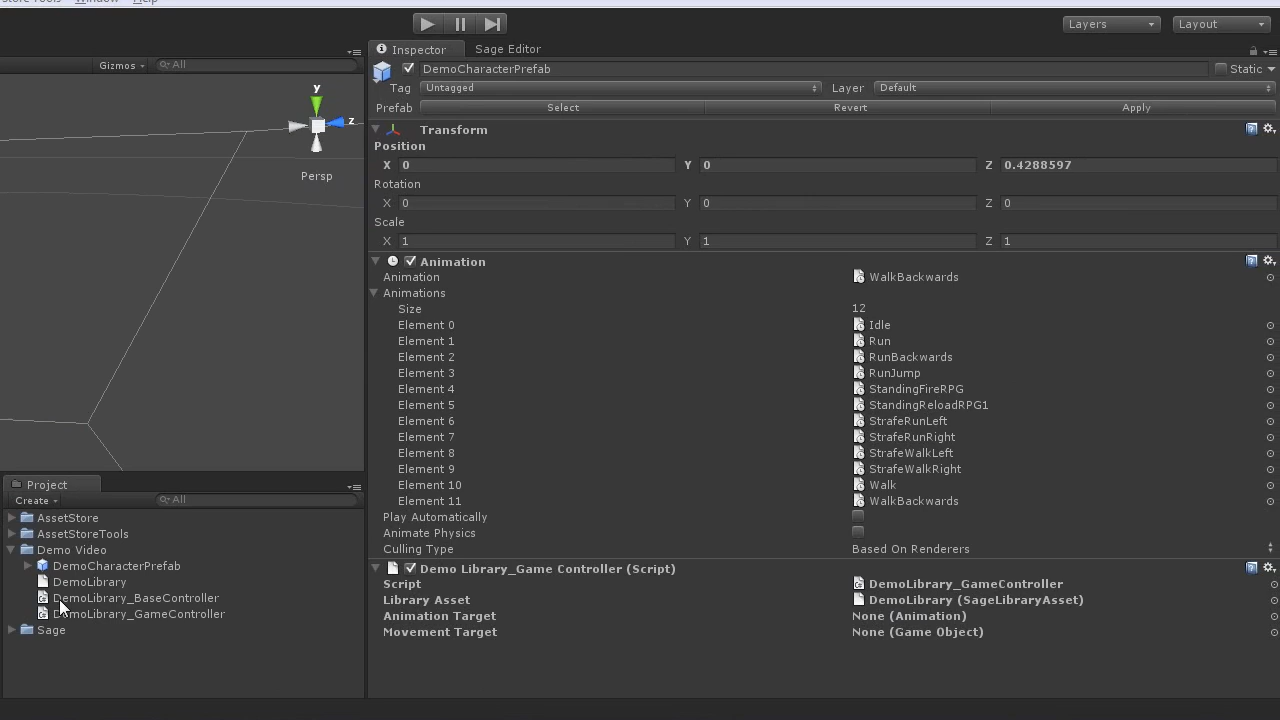 Store Tools Window Help
Layers Layout
Inspector Sage Editor
Gizmos All
DemoCharacterPrefab Static
Tag Untagged Layer Default
Prefab Select Revert Apply
Transform
Position
X 0 Y 0 Z 0.4288597
Rotation
X 0 Y 0 Z 0
Scale
X 1 Y 1 Z 1
y
z
Persp
Animation
Animation WalkBackwards
Animations
Size 12
Element 0 Idle
Element 1 Run
Element 2 RunBackwards
Element 3 RunJump
Element 4 StandingFireRPG
Element 5 StandingReloadRPG1
Element 6 StrafeRunLeft
Element 7 StrafeRunRight
Element 8 StrafeWalkLeft
Element 9 StrafeWalkRight
Element 10 Walk
Element 11 WalkBackwards
Play Automatically
Animate Physics
Culling Type Based On Renderers
Demo Library_Game Controller (Script)
Script DemoLibrary_GameController
Library Asset DemoLibrary (SageLibraryAsset)
Animation Target None (Animation)
Movement Target None (Game Object)
Project
Create All
AssetStore
AssetStoreTools
Demo Video
DemoCharacterPrefab
DemoLibrary
DemoLibrary_BaseController
DemoLibrary_GameController
Sage